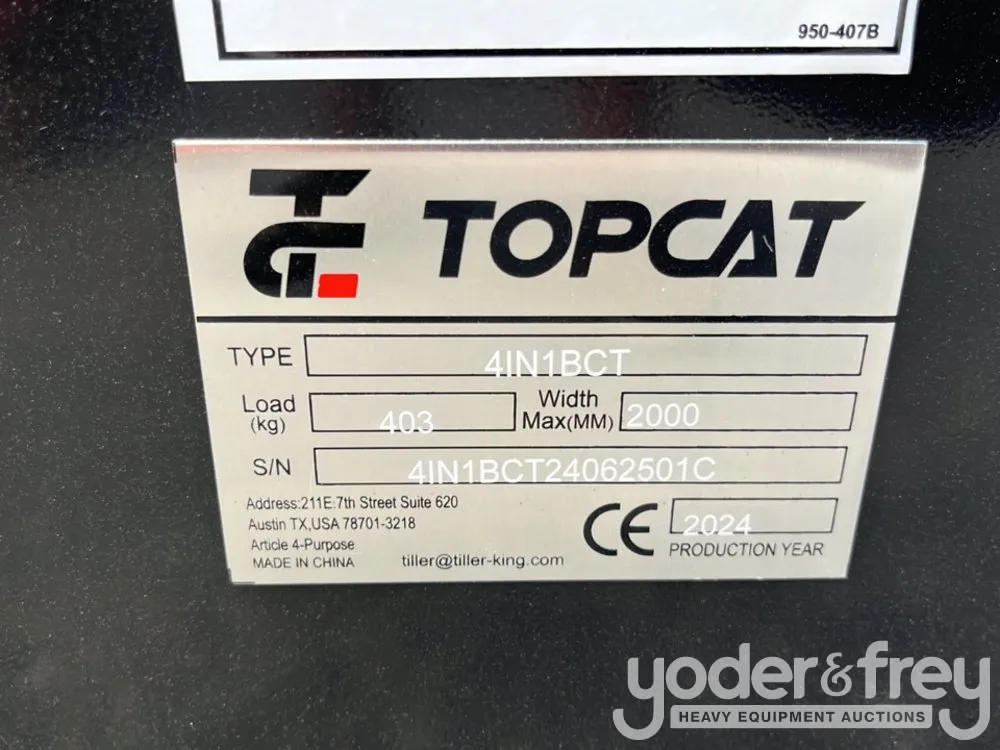 950-407B
TG TOPCAT
TYPE 4IN1BCT
Load (kg) 403 Width Max(MM) 2000
S/N 4IN1BCT24062501C
Address:211E.7th Street Suite 620
Austin TX,USA 78701-3218
Article 4-Purpose
MADE IN CHINA
tiller@tiller-king.com
CE
2024
PRODUCTION YEAR
yoder&frey
HEAVY EQUIPMENT AUCTIONS